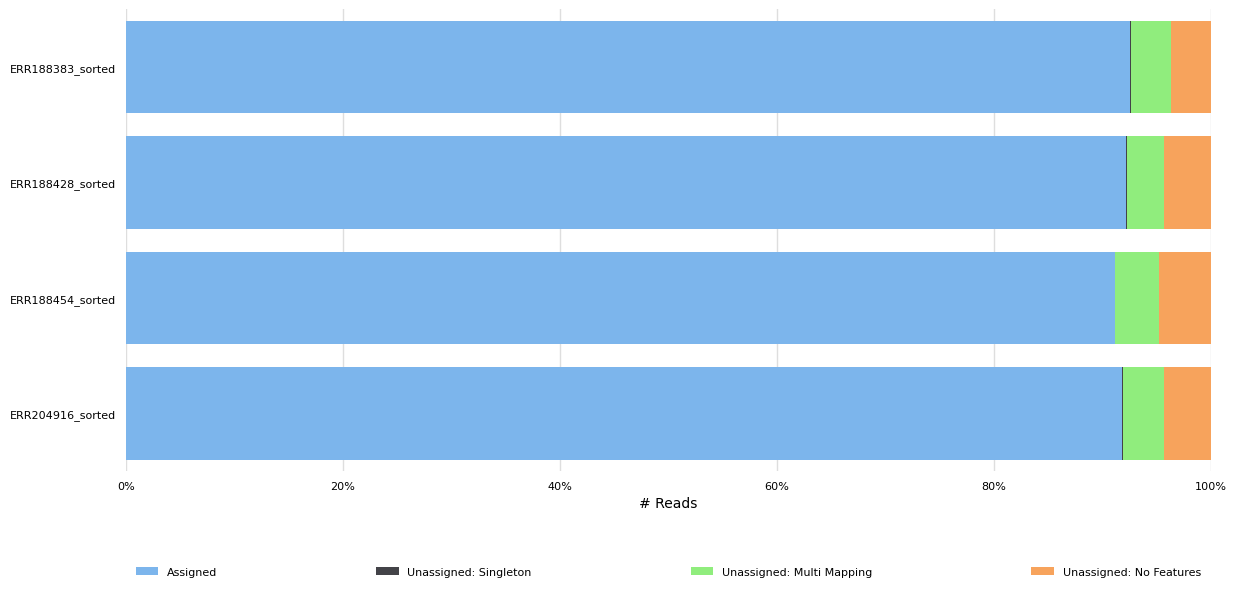 ERR188383_sorted
ERR188428_sorted
ERR188454_sorted
ERR204916_sorted
0% 20% 40% 60% 80% 100%
# Reads
Assigned Unassigned: Singleton Unassigned: Multi Mapping Unassigned: No Features